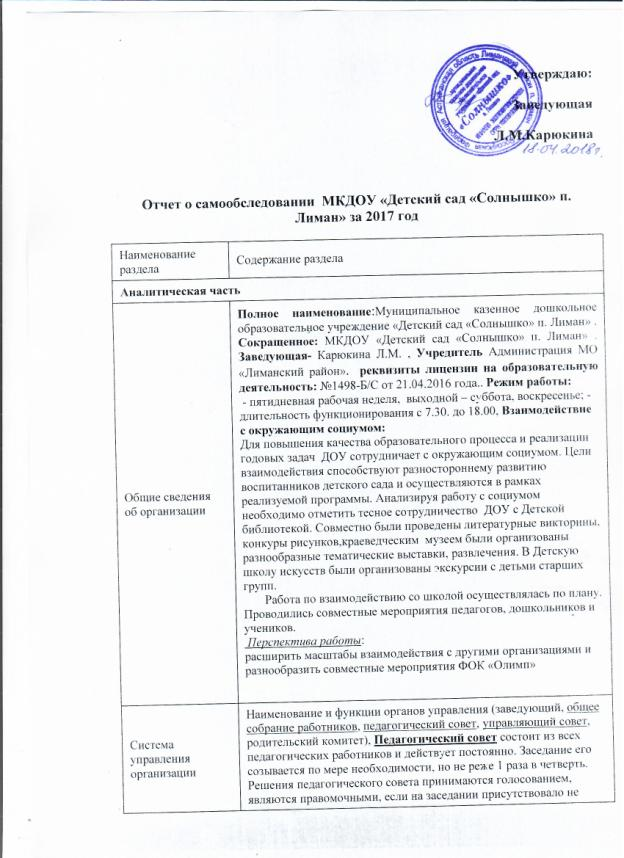 Утверждаю:
Заведующая
Л.М.Карюкина
18.04.2018г.
«Солнышко»
Отчет о самообследовании МКДОУ «Детский сад «Солнышко» п.
Лиман» за 2017 год
Наименование
раздела
Содержание раздела
Аналитическая часть
Общие сведения
об организации
Полное наименование:Муниципальное казенное дошкольное
образовательное учреждение «Детский сад «Солнышко» п. Лиман» .
Сокращенное: МКДОУ «Детский сад «Солнышко» п. Лиман» .
Заведующая- Карюкина Л.М. , Учредитель Администрация МО
«Лиманский район». реквизиты лицензии на образовательную
деятельность: №1498-Б/С от 21.04.2016 года.. Режим работы:
- пятидневная рабочая неделя, выходной – суббота, воскресенье; -
длительность функционирования с 7.30. до 18.00, Взаимодействие
с окружающим социумом:
Для повышения качества образовательного процесса и реализации
годовых задач ДОУ сотрудничает с окружающим социумом. Цели
взаимодействия способствуют разностороннему развитию
воспитанников детского сада и осуществляются в рамках
реализуемой программы. Анализируя работу с социумом
необходимо отметить тесное сотрудничество ДОУ с Детской
библиотекой. Совместно были проведены литературные викторины,
конкуры рисунков,краеведческим музеем были организованы
разнообразные тематические выставки, развлечения. В Детскую
школу искусств были организованы экскурсии с детьми старших
групп.
Работа по взаимодействию со школой осуществлялась по плану.
Проводились совместные мероприятия педагогов, дошкольников и
учеников.
Перспектива работы:
расширить масштабы взаимодействия с другими организациями и
разнообразить совместные мероприятия ФОК «Олимп»
Система
управления
организации
Наименование и функции органов управления (заведующий, общее
собрание работников, педагогический совет, управляющий совет,
родительский комитет), Педагогический совет состоит из всех
педагогических работников и действует постоянно. Заседание его
созывается по мере необходимости, но не реже 1 раза в четверть.
Решения педагогического совета принимаются голосованием,
являются правомочными, если на заседании присутствовало не